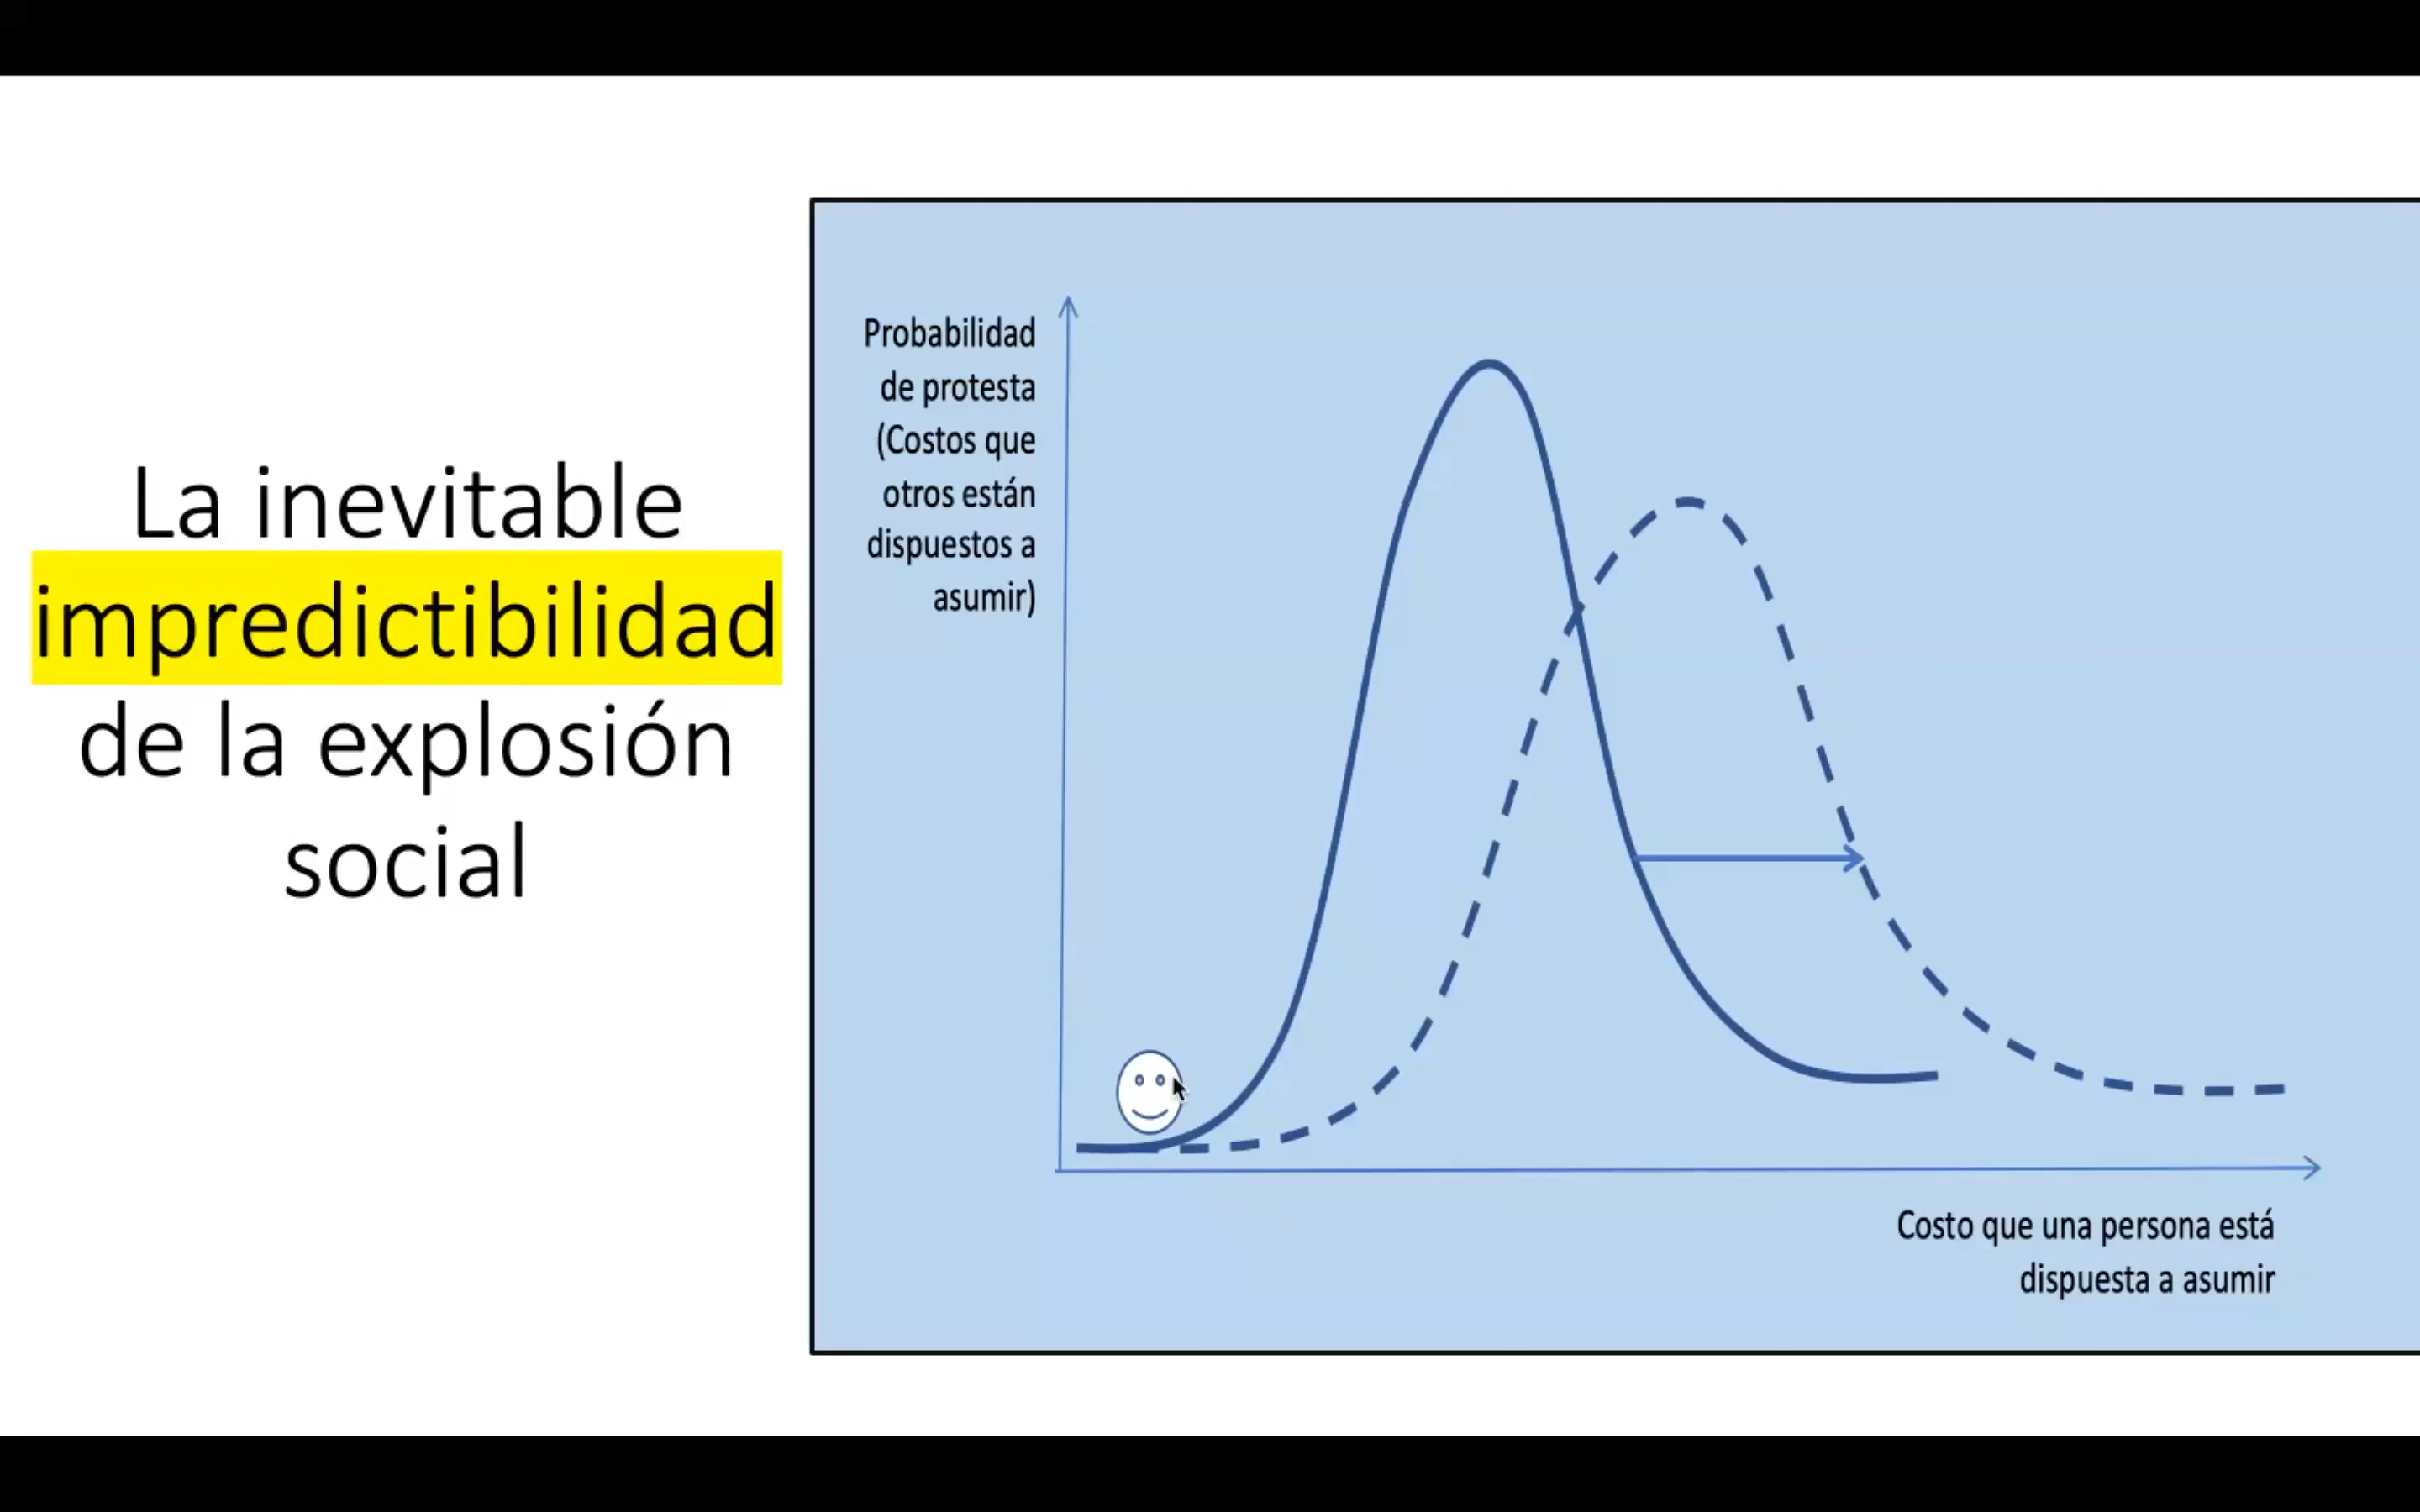 La inevitable
impredictibilidad
de la explosión
social
Probabilidad
de protesta
(Costos que
otros están
dispuestos a
asumir)
Costo que una persona está
dispuesta a asumir